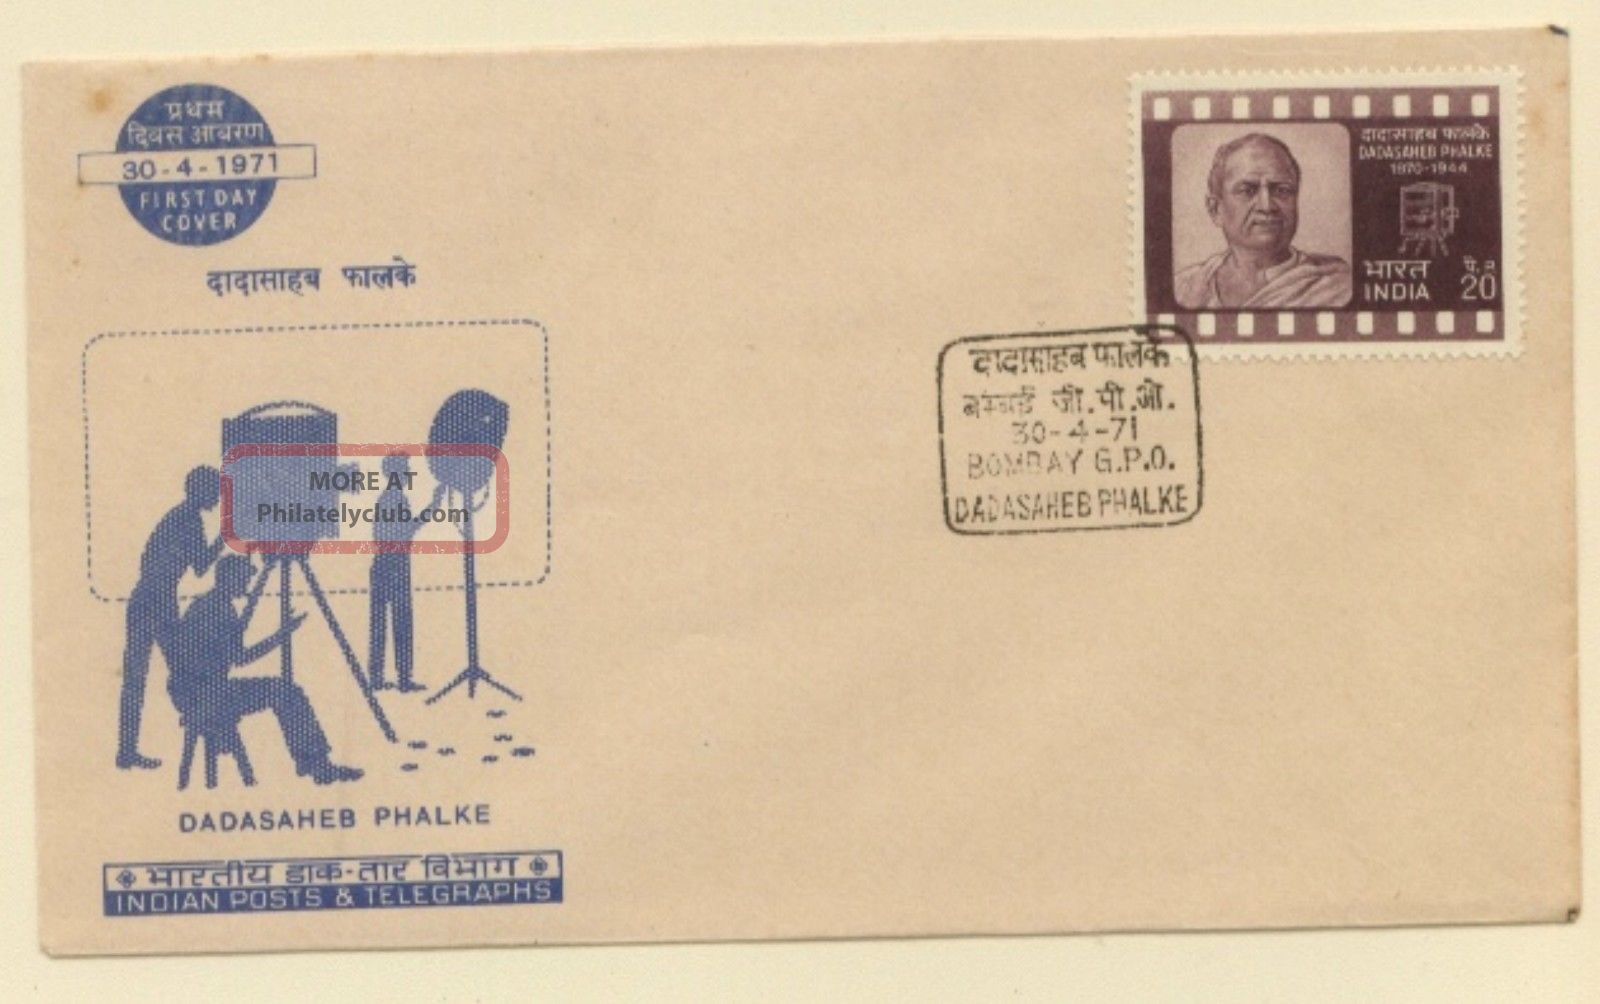 प्रथम
दिवस आवरण
30-4-1971
FIRST DAY
COVER
दादासाहब फालके
MORE AT
Philatelyclub.com
DADASAHEB PHALKE
भारतीय डाक-तार विभाग
INDIAN POSTS & TELEGRAPHS
दादासाहब फालके
DADASAHEB PHALKE
1870-1944
भारत
INDIA
20
दादासाहब फालके
बम्बई जी.पी.ओ.
30-4-71
BOMBAY G.P.O.
DADASAHEB PHALKE